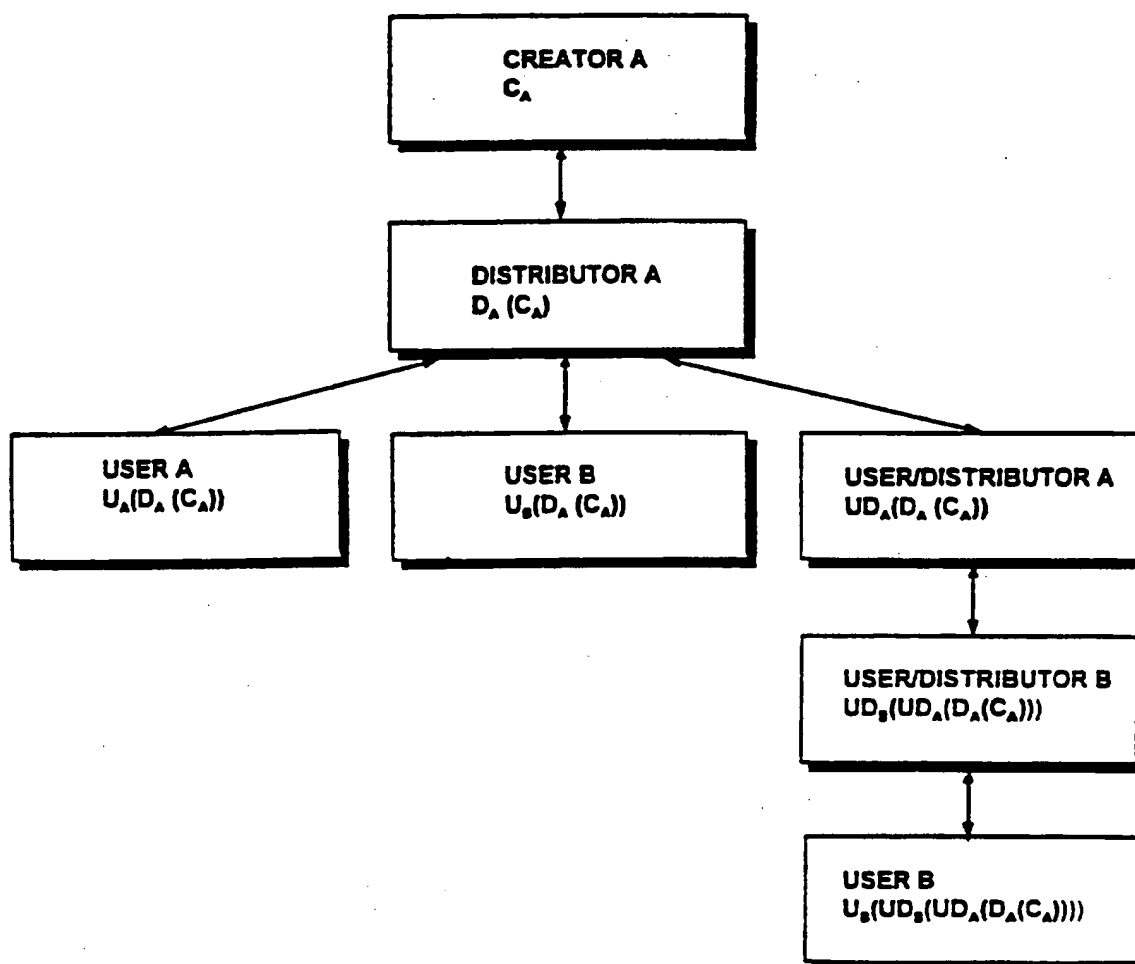 CREATOR A
C_A
DISTRIBUTOR A
D_A (C_A)
USER A
U_A(D_A (C_A))
USER B
U_B(D_A (C_A))
USER/DISTRIBUTOR A
UD_A(D_A (C_A))
USER/DISTRIBUTOR B
UD_B(UD_A(D_A(C_A)))
USER B
U_B(UD_B(UD_A(D_A(C_A))))